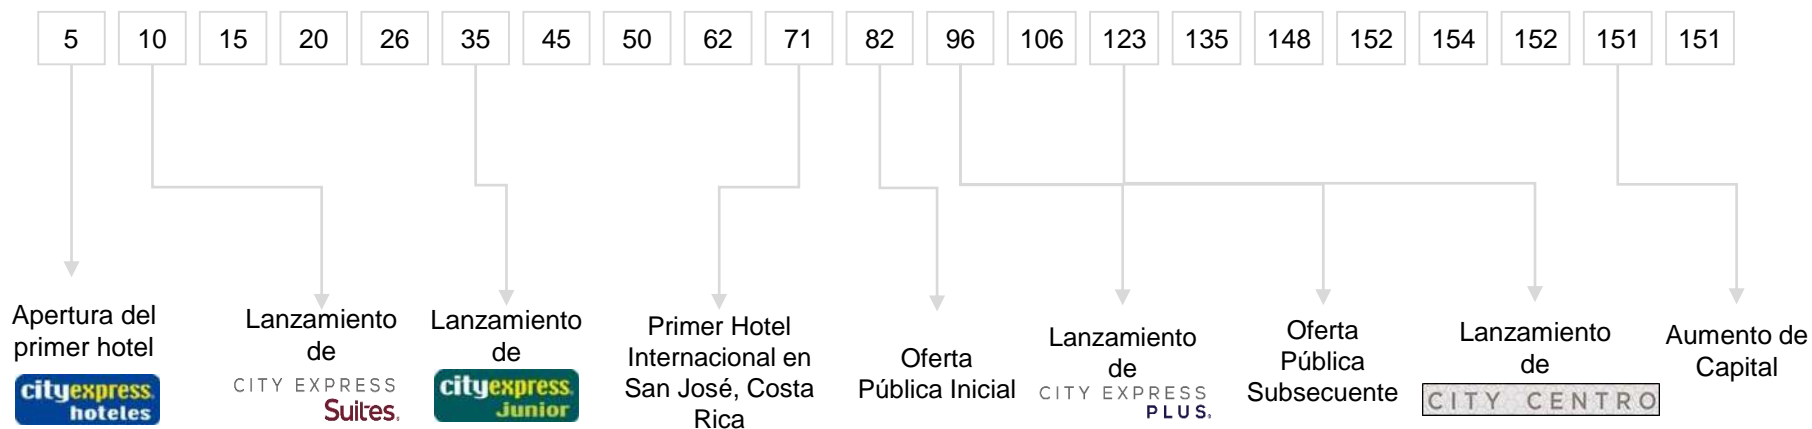 5 10 15 20 26 35 45 50 62 71 82 96 106 123 135 148 152 154 152 151 151
Apertura del
primer hotel
cityexpress
hoteles
Lanzamiento
de
CITY EXPRESS
Suites
Lanzamiento
de
cityexpress
Junior
Primer Hotel
Internacional en
San José, Costa
Rica
Oferta
Pública Inicial
Lanzamiento
de
CITY EXPRESS
PLUS
Oferta
Pública
Subsecuente
Lanzamiento
de
CITY CENTRO
Aumento de
Capital